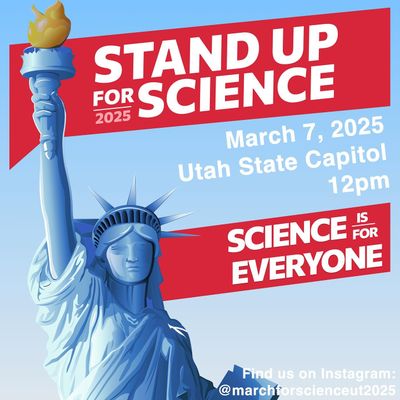 STAND UP
FOR SCIENCE
2025
March 7, 2025
Utah State Capitol
12pm
SCIENCE IS FOR
EVERYONE
Find us on Instagram:
@marchforscienceut2025